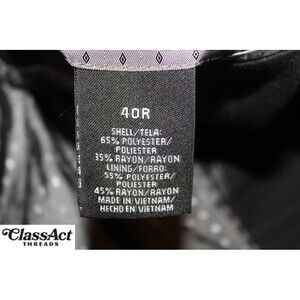 40R
SHELL/TELA:
65% POLYESTER/
POLIESTER
35% RAYON/RAYON
LINING/FORRO:
55% POLYESTER/
POLIESTER
45% RAYON/RAYON
MADE IN VIETNAM/
HECHO EN VIETNAM
ClassAct
THREADS